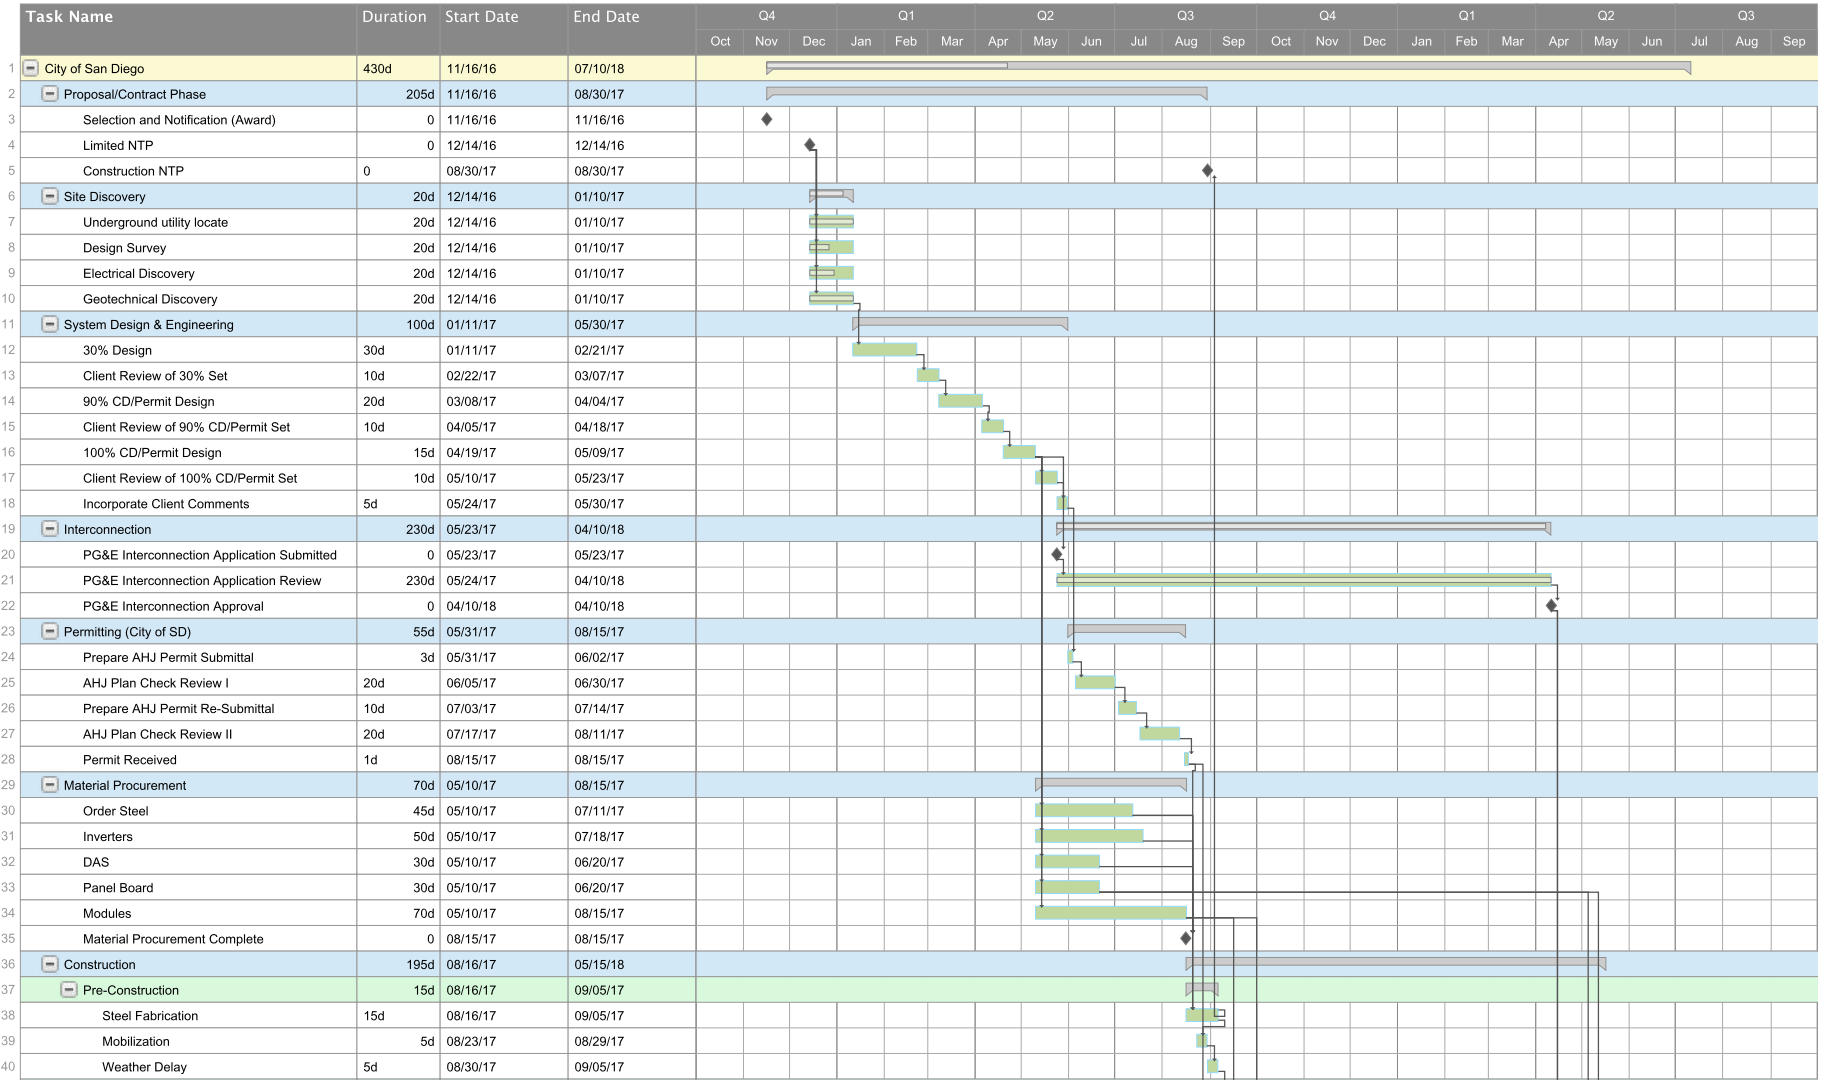 Task Name Duration Start Date End Date Q4 Q1 Q2 Q3 Q4 Q1 Q2 Q3
Oct Nov Dec Jan Feb Mar Apr May Jun Jul Aug Sep Oct Nov Dec Jan Feb Mar Apr May Jun Jul Aug Sep
1 City of San Diego 430d 11/16/16 07/10/18
2 Proposal/Contract Phase 205d 11/16/16 08/30/17
3 Selection and Notification (Award) 0 11/16/16 11/16/16
4 Limited NTP 0 12/14/16 12/14/16
5 Construction NTP 0 08/30/17 08/30/17
6 Site Discovery 20d 12/14/16 01/10/17
7 Underground utility locate 20d 12/14/16 01/10/17
8 Design Survey 20d 12/14/16 01/10/17
9 Electrical Discovery 20d 12/14/16 01/10/17
10 Geotechnical Discovery 20d 12/14/16 01/10/17
11 System Design & Engineering 100d 01/11/17 05/30/17
12 30% Design 30d 01/11/17 02/21/17
13 Client Review of 30% Set 10d 02/22/17 03/07/17
14 90% CD/Permit Design 20d 03/08/17 04/04/17
15 Client Review of 90% CD/Permit Set 10d 04/05/17 04/18/17
16 100% CD/Permit Design 15d 04/19/17 05/09/17
17 Client Review of 100% CD/Permit Set 10d 05/10/17 05/23/17
18 Incorporate Client Comments 5d 05/24/17 05/30/17
19 Interconnection 230d 05/23/17 04/10/18
20 PG&E Interconnection Application Submitted 0 05/23/17 05/23/17
21 PG&E Interconnection Application Review 230d 05/24/17 04/10/18
22 PG&E Interconnection Approval 0 04/10/18 04/10/18
23 Permitting (City of SD) 55d 05/31/17 08/15/17
24 Prepare AHJ Permit Submittal 3d 05/31/17 06/02/17
25 AHJ Plan Check Review I 20d 06/05/17 06/30/17
26 Prepare AHJ Permit Re-Submittal 10d 07/03/17 07/14/17
27 AHJ Plan Check Review II 20d 07/17/17 08/11/17
28 Permit Received 1d 08/15/17 08/15/17
29 Material Procurement 70d 05/10/17 08/15/17
30 Order Steel 45d 05/10/17 07/11/17
31 Inverters 50d 05/10/17 07/18/17
32 DAS 30d 05/10/17 06/20/17
33 Panel Board 30d 05/10/17 06/20/17
34 Modules 70d 05/10/17 08/15/17
35 Material Procurement Complete 0 08/15/17 08/15/17
36 Construction 195d 08/16/17 05/15/18
37 Pre-Construction 15d 08/16/17 09/05/17
38 Steel Fabrication 15d 08/16/17 09/05/17
39 Mobilization 5d 08/23/17 08/29/17
40 Weather Delay 5d 08/30/17 09/05/17